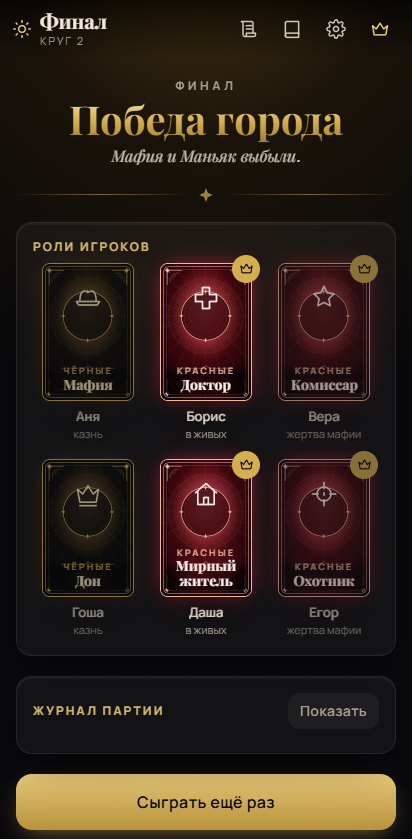 Финал
КРУГ 2
ФИНАЛ
Победа города
Мафия и Маньяк выбыли.
РОЛИ ИГРОКОВ
ЧЁРНЫЕ
Мафия
КРАСНЫЕ
Доктор
КРАСНЫЕ
Комиссар
Аня
Борис
Вера
казнь
в живых
жертва мафии
ЧЁРНЫЕ
Дон
КРАСНЫЕ
Мирный
житель
КРАСНЫЕ
Охотник
Гоша
Даша
Егор
казнь
в живых
жертва мафии
ЖУРНАЛ ПАРТИИ
Показать
Сыграть ещё раз